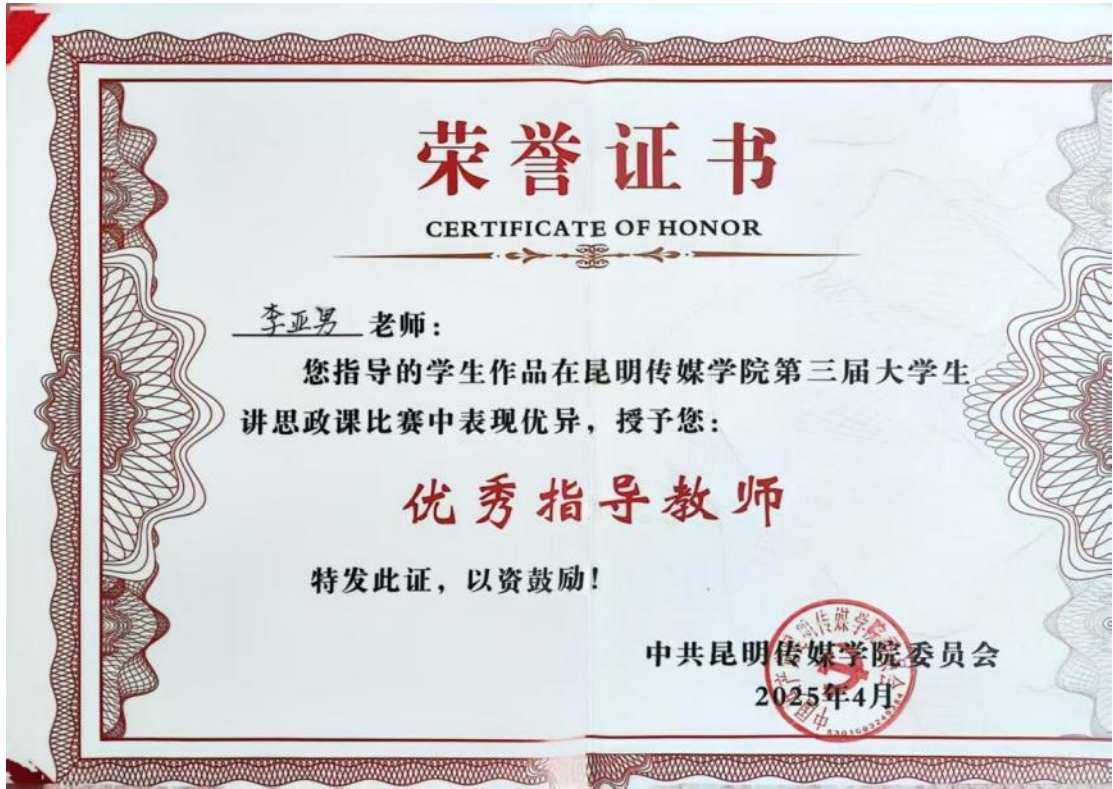 荣誉证书
CERTIFICATE OF HONOR
李亚男 老师：
您指导的学生作品在昆明传媒学院第三届大学生
讲思政课比赛中表现优异，授予您：
优秀指导教师
特发此证，以资鼓励！
中共昆明传媒学院委员会
2025年4月